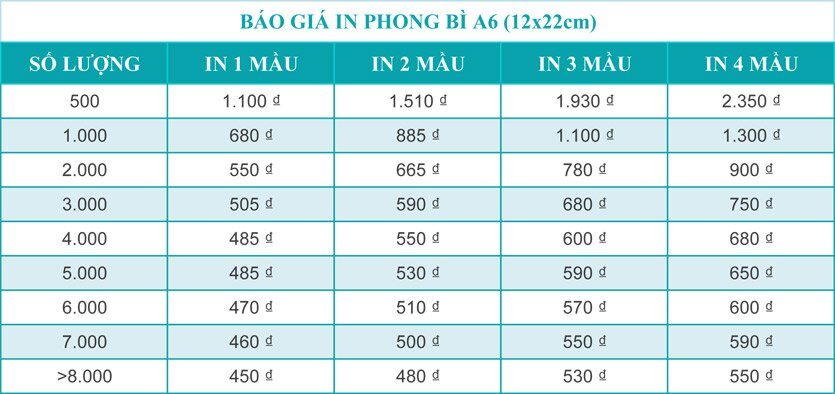 BÁO GIÁ IN PHONG BÌ A6 (12x22cm)
SỐ LƯỢNG IN 1 MẦU IN 2 MẦU IN 3 MẦU IN 4 MẦU
500 1.100 ₫ 1.510 ₫ 1.930 ₫ 2.350 ₫
1.000 680 ₫ 885 ₫ 1.100 ₫ 1.300 ₫
2.000 550 ₫ 665 ₫ 780 ₫ 900 ₫
3.000 505 ₫ 590 ₫ 680 ₫ 750 ₫
4.000 485 ₫ 550 ₫ 600 ₫ 680 ₫
5.000 485 ₫ 530 ₫ 590 ₫ 650 ₫
6.000 470 ₫ 510 ₫ 570 ₫ 600 ₫
7.000 460 ₫ 500 ₫ 550 ₫ 590 ₫
>8.000 450 ₫ 480 ₫ 530 ₫ 550 ₫